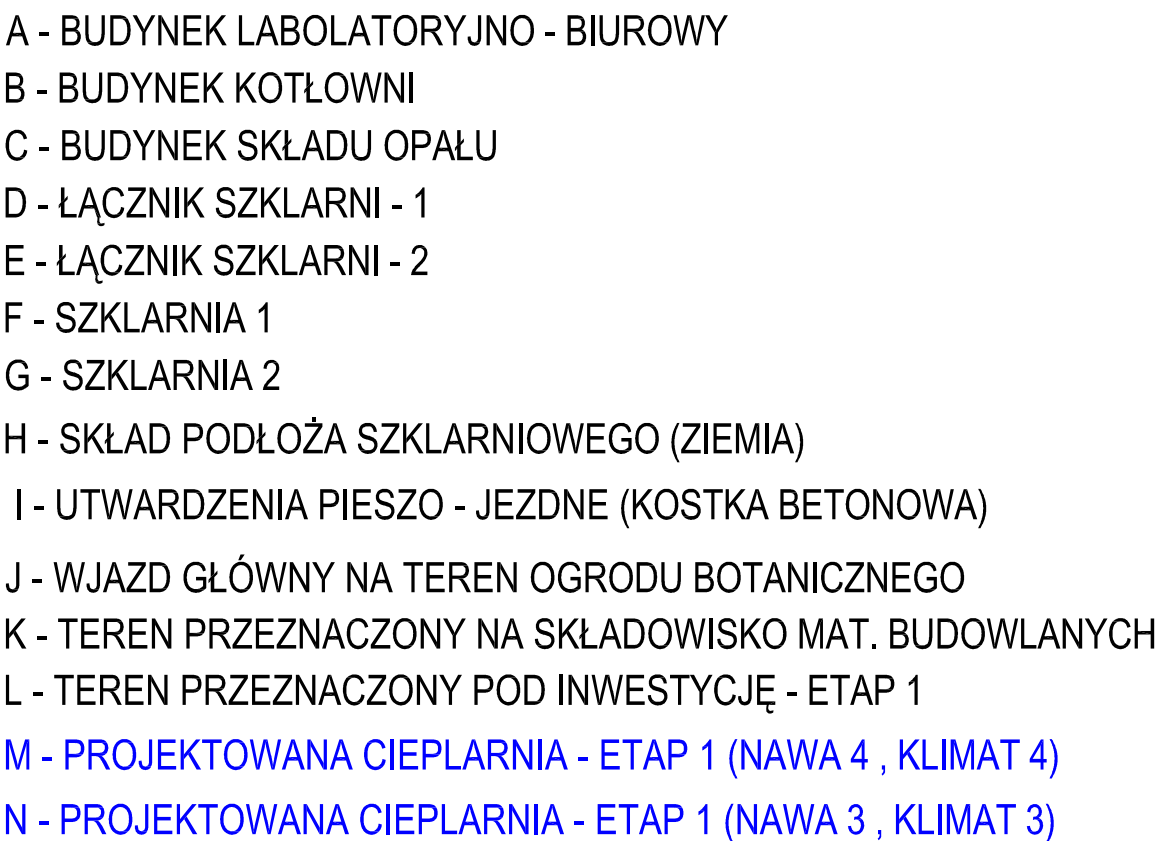 A - BUDYNEK LABOLATORYJNO - BIUROWY
B - BUDYNEK KOTŁOWNI
C - BUDYNEK SKŁADU OPAŁU
D - ŁĄCZNIK SZKLARNI - 1
E - ŁĄCZNIK SZKLARNI - 2
F - SZKLARNIA 1
G - SZKLARNIA 2
H - SKŁAD PODŁOŻA SZKLARNIOWEGO (ZIEMIA)
I - UTWARDZENIA PIESZO - JEZDNE (KOSTKA BETONOWA)
J - WJAZD GŁÓWNY NA TEREN OGRODU BOTANICZNEGO
K - TEREN PRZEZNACZONY NA SKŁADOWISKO MAT. BUDOWLANYCH
L - TEREN PRZEZNACZONY POD INWESTYCJĘ - ETAP 1
M - PROJEKTOWANA CIEPLARNIA - ETAP 1 (NAWA 4 , KLIMAT 4)
N - PROJEKTOWANA CIEPLARNIA - ETAP 1 (NAWA 3 , KLIMAT 3)